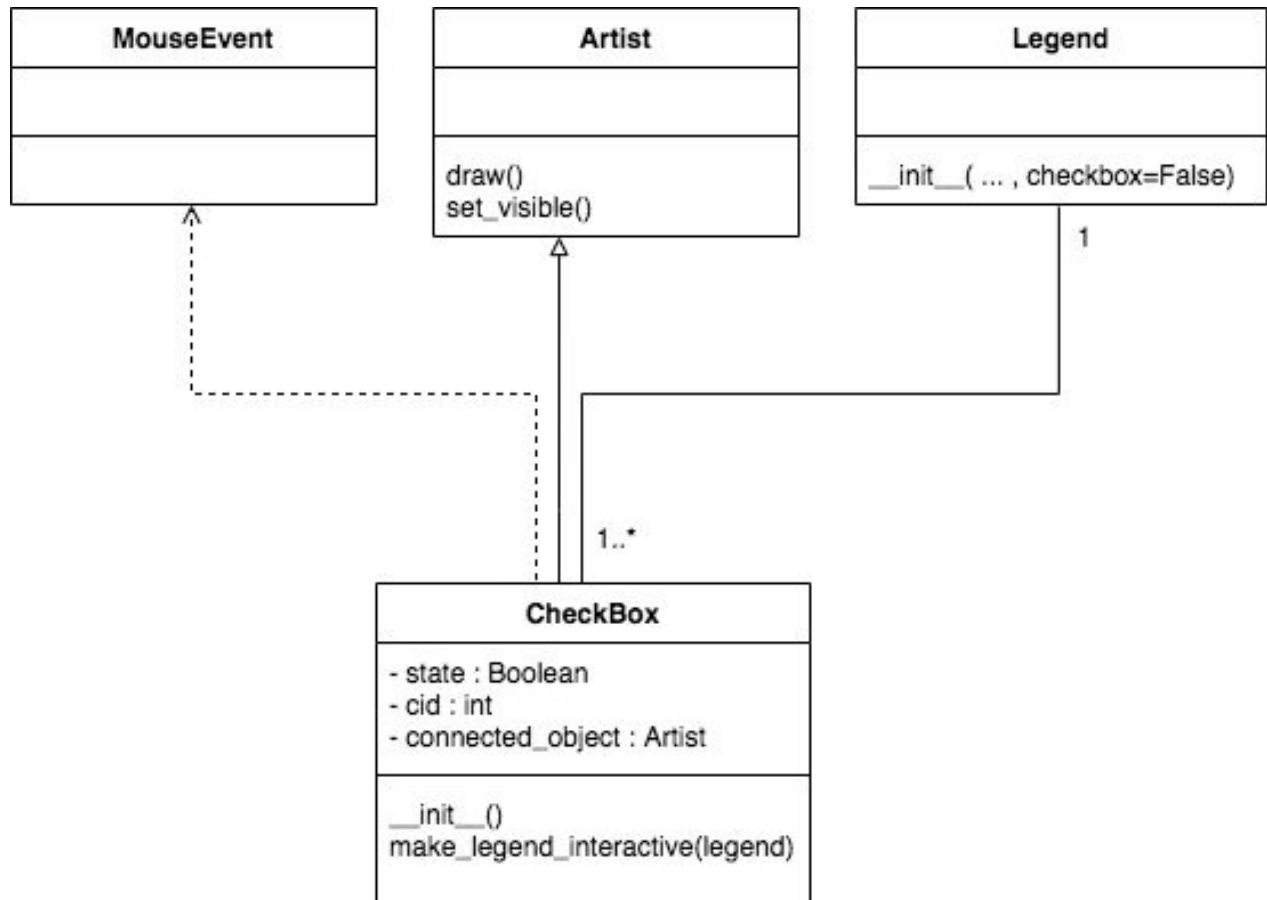 MouseEvent
Artist
Legend
draw()
set_visible()
__init__( ... , checkbox=False)
1
1..*
CheckBox
- state : Boolean
- cid : int
- connected_object : Artist
__init__()
make_legend_interactive(legend)